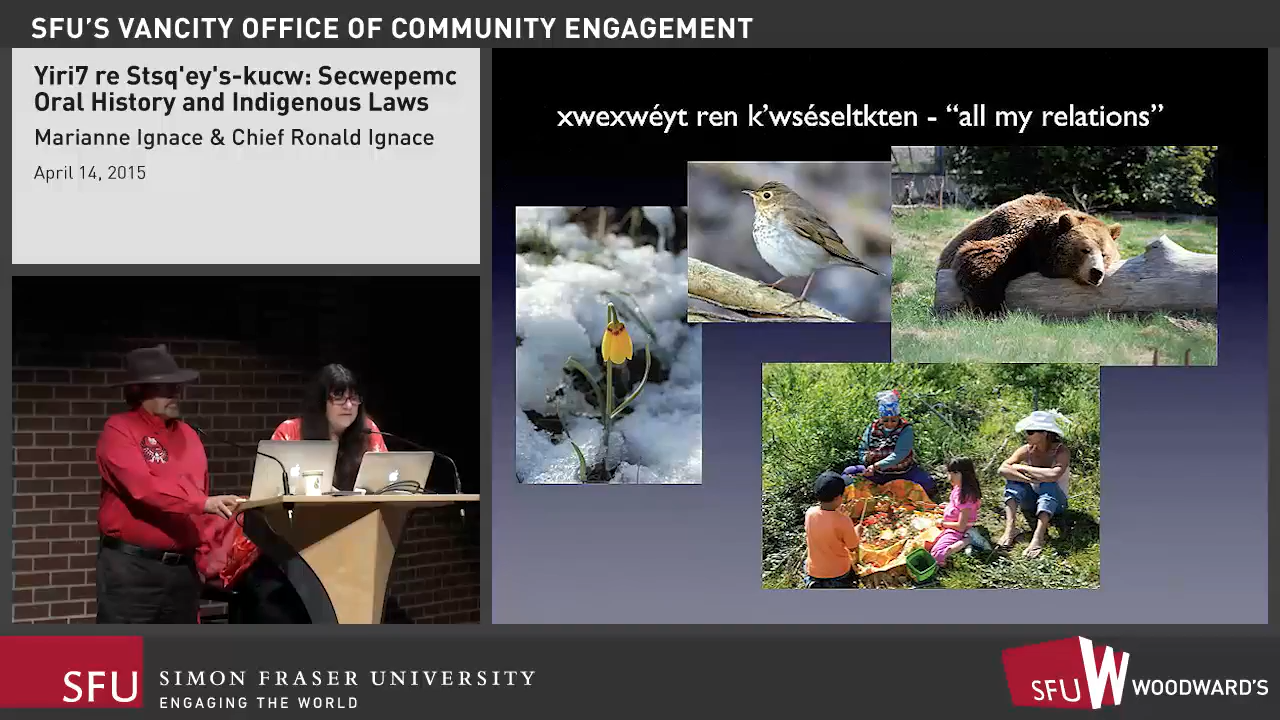 SFU'S VANCITY OFFICE OF COMMUNITY ENGAGEMENT
Yiri7 re Stsq'ey's-kucw: Secwepemc
Oral History and Indigenous Laws
Marianne Ignace & Chief Ronald Ignace
April 14, 2015
xwexwéyt ren k'wséseltkten - “all my relations”
SFU SIMON FRASER UNIVERSITY
ENGAGING THE WORLD
SFU W WOODWARD'S